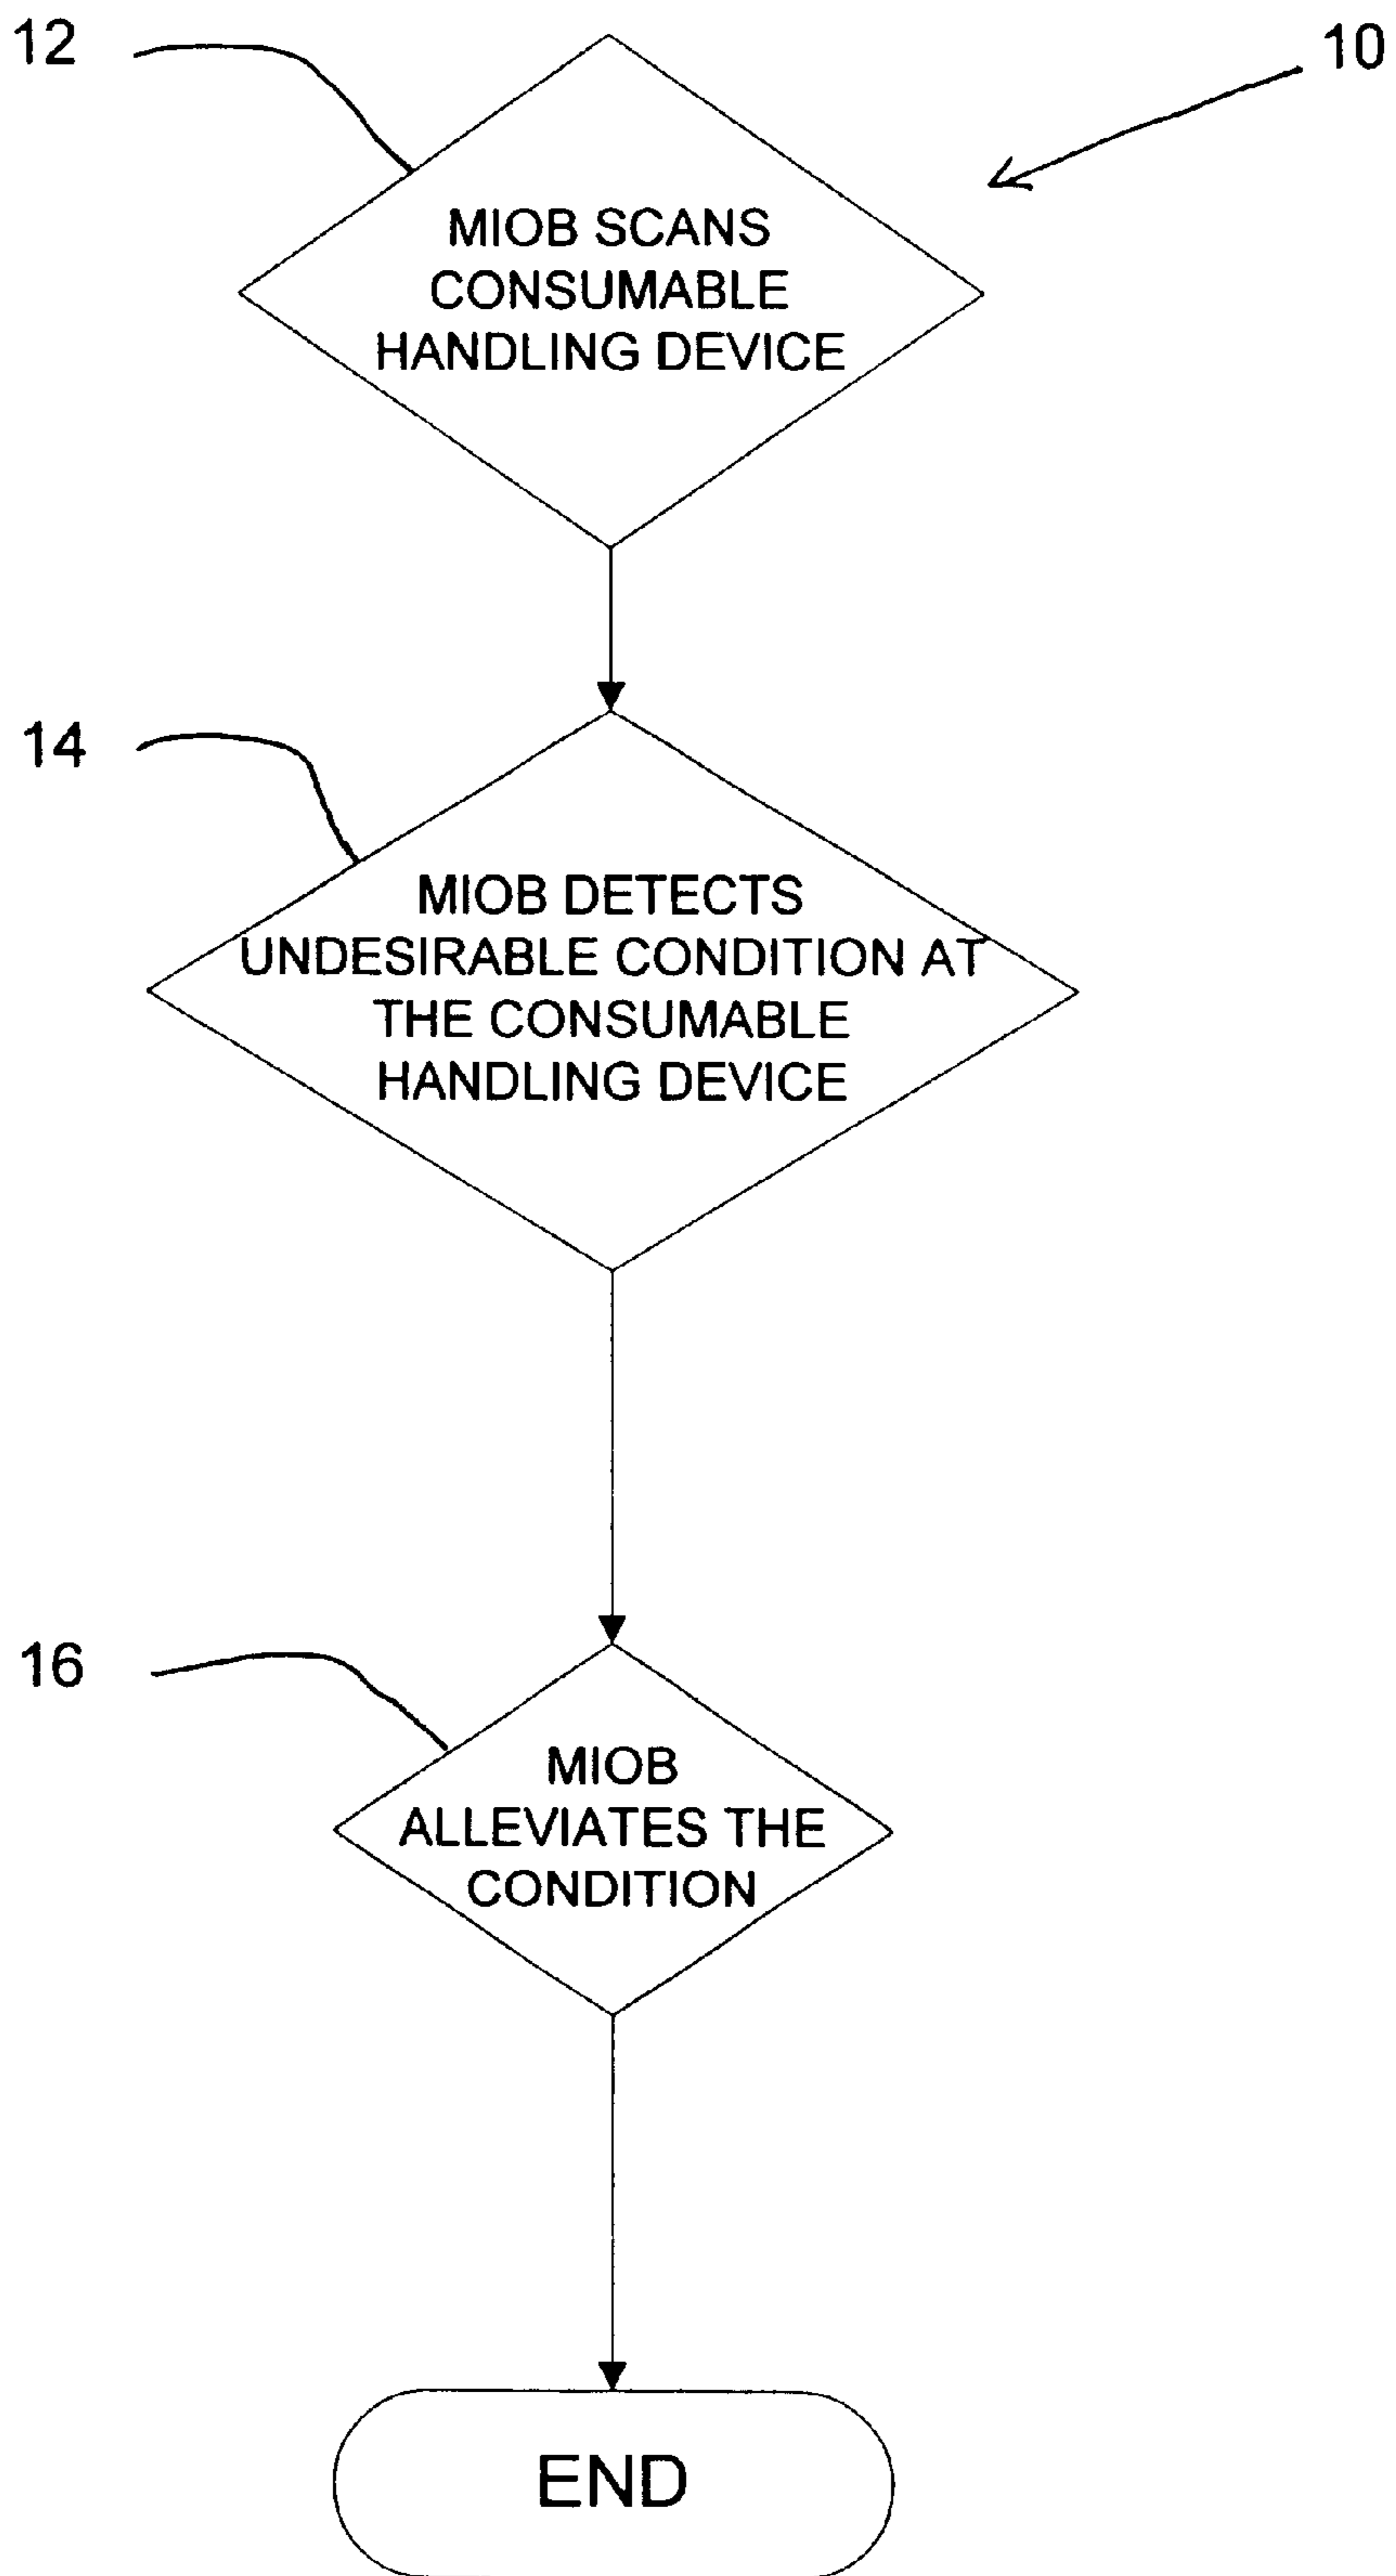 12
10
MIOB SCANS
CONSUMABLE
HANDLING DEVICE
14
MIOB DETECTS
UNDESIRABLE CONDITION AT
THE CONSUMABLE
HANDLING DEVICE
16
MIOB
ALLEVIATES THE
CONDITION
END